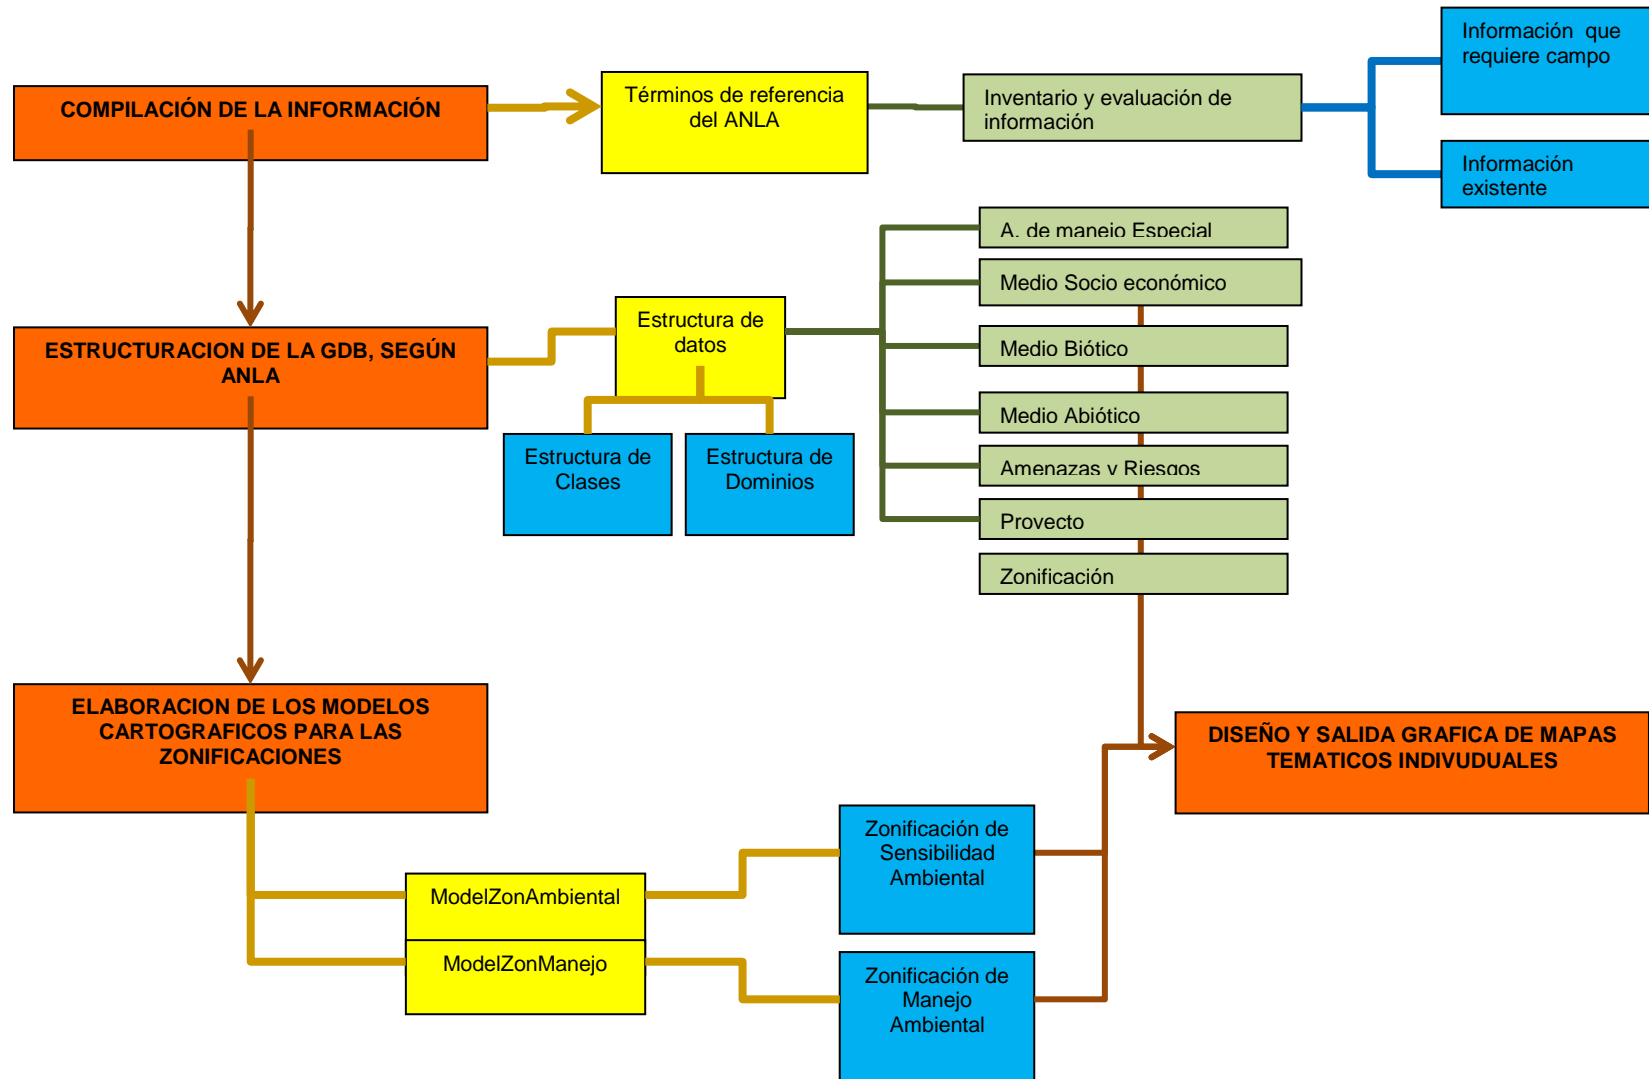 COMPILACIÓN DE LA INFORMACIÓN
Términos de referencia
del ANLA
Inventario y evaluación de
información
Información que
requiere campo
Información
existente
ESTRUCTURACION DE LA GDB, SEGÚN
ANLA
Estructura de
datos
Estructura de
Clases
Estructura de
Dominios
A. de manejo Especial
Medio Socio económico
Medio Biótico
Medio Abiótico
Amenazas y Riesgos
Proyecto
Zonificación
ELABORACION DE LOS MODELOS
CARTOGRAFICOS PARA LAS
ZONIFICACIONES
DISEÑO Y SALIDA GRAFICA DE MAPAS
TEMATICOS INDIVUDUALES
ModelZonAmbiental
ModelZonManejo
Zonificación de
Sensibilidad
Ambiental
Zonificación de
Manejo
Ambiental